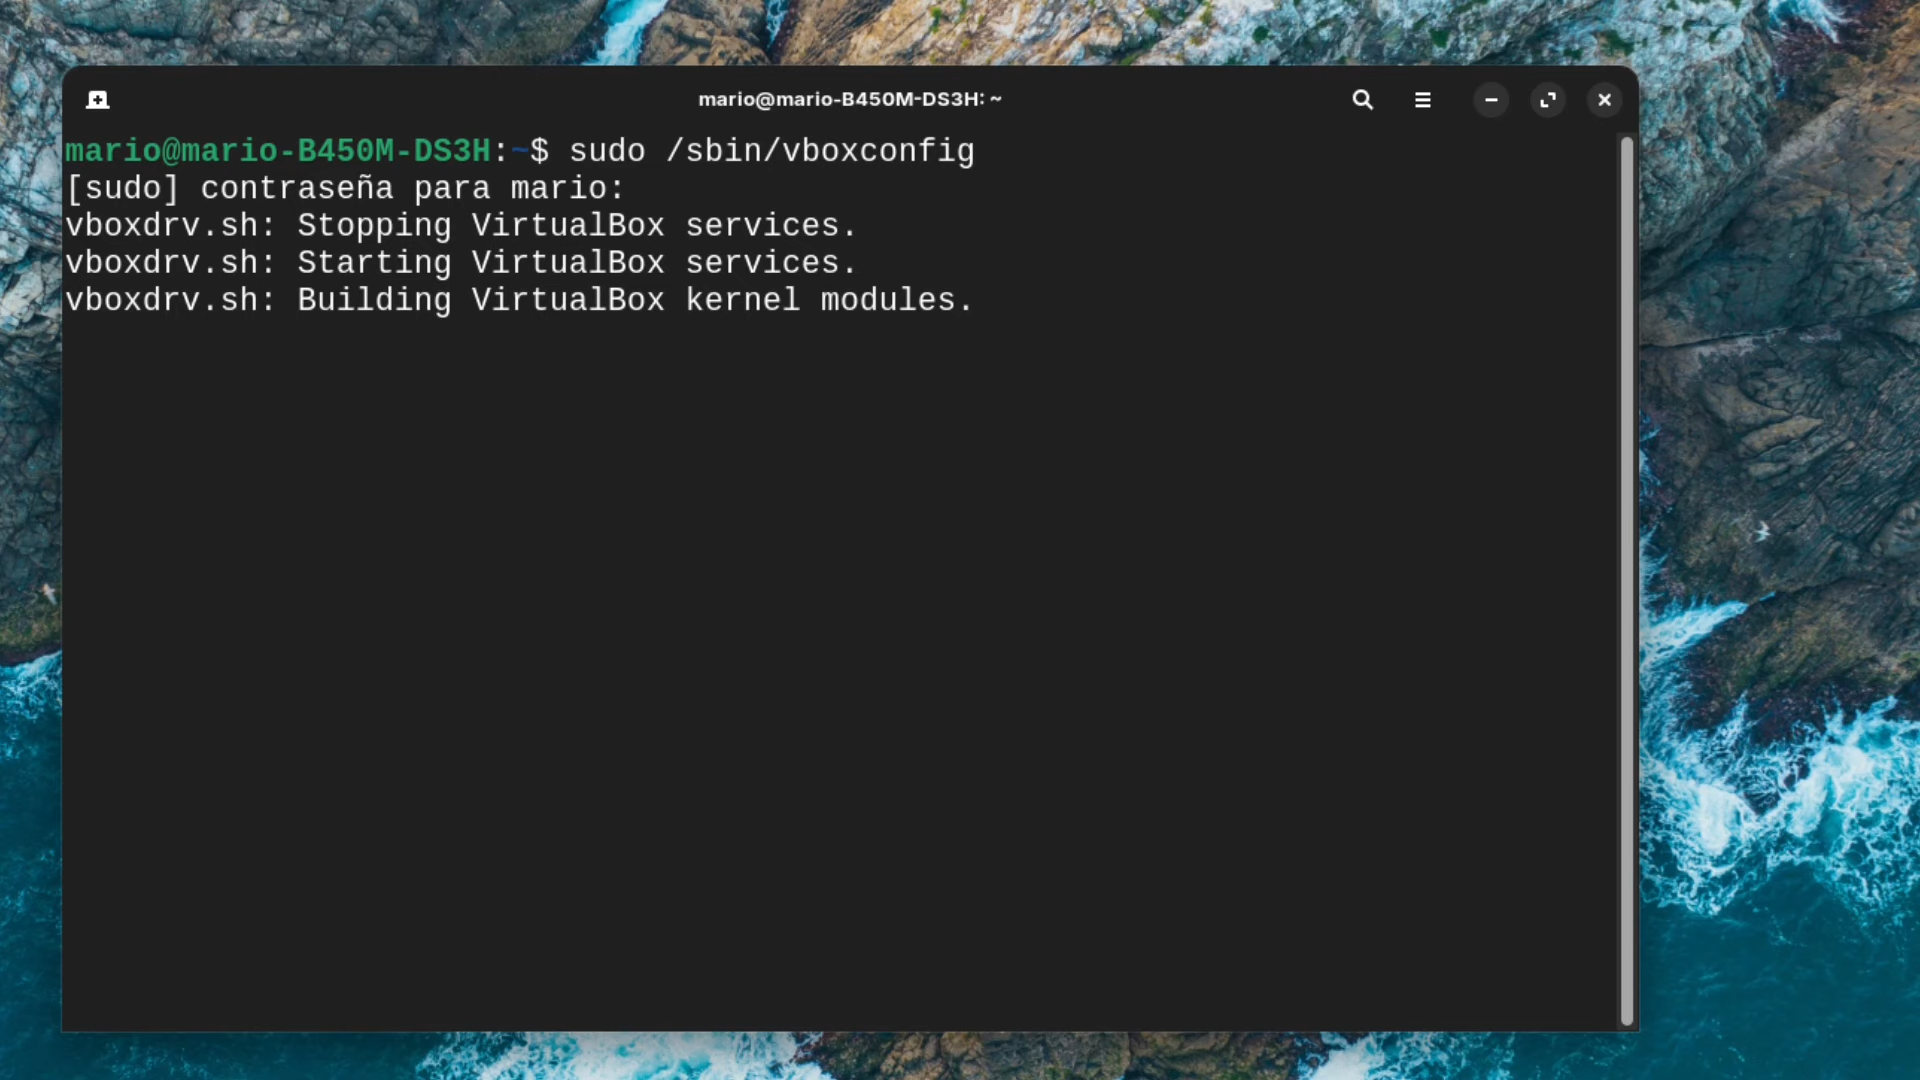 mario@mario-B450M-DS3H: ~
mario@mario-B450M-DS3H:~$ sudo /sbin/vboxconfig
[sudo] contraseña para mario:
vboxdrv.sh: Stopping VirtualBox services.
vboxdrv.sh: Starting VirtualBox services.
vboxdrv.sh: Building VirtualBox kernel modules.